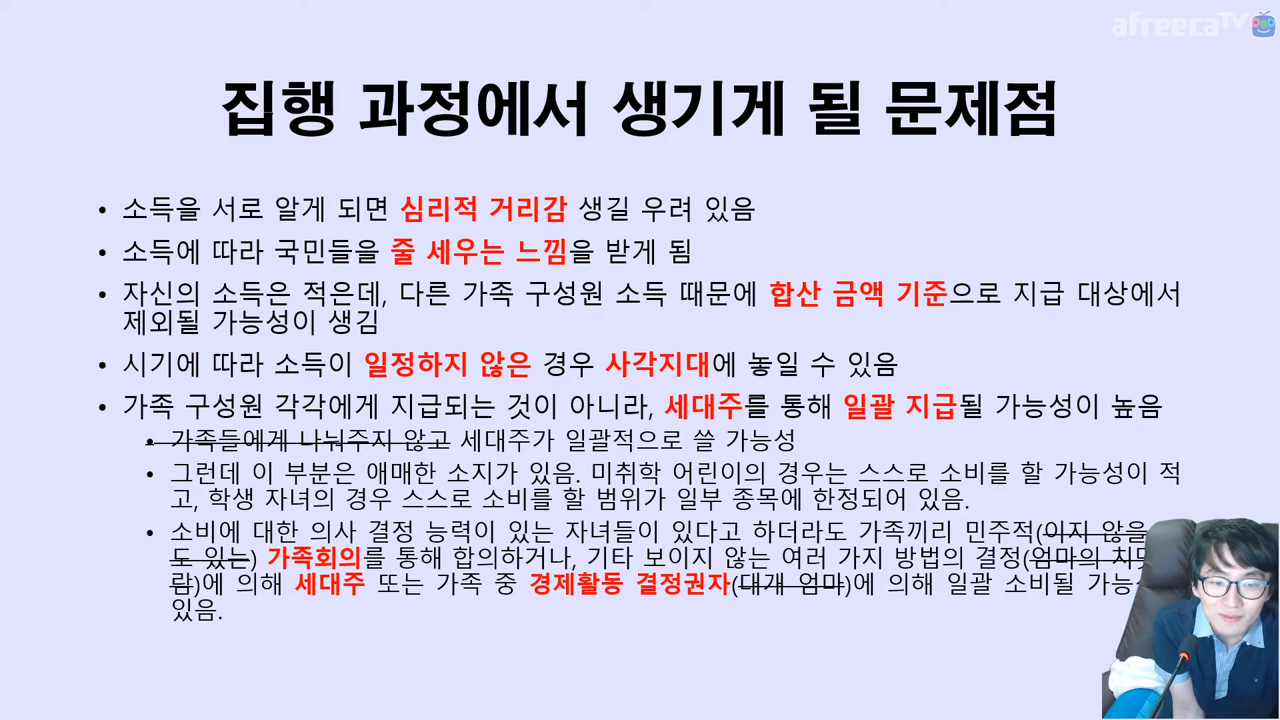 afreecaTV
집행 과정에서 생기게 될 문제점
• 소득을 서로 알게 되면 심리적 거리감 생길 우려 있음
• 소득에 따라 국민들을 줄 세우는 느낌을 받게 됨
• 자신의 소득은 적은데, 다른 가족 구성원 소득 때문에 합산 금액 기준으로 지급 대상에서
제외될 가능성이 생김
• 시기에 따라 소득이 일정하지 않은 경우 사각지대에 놓일 수 있음
• 가족 구성원 각각에게 지급되는 것이 아니라, 세대주를 통해 일괄 지급될 가능성이 높음
• 가족들에게 나눠주지 않고 세대주가 일괄적으로 쓸 가능성
• 그런데 이 부분은 애매한 소지가 있음. 미취학 어린이의 경우는 스스로 소비를 할 가능성이 적
고, 학생 자녀의 경우 스스로 소비를 할 범위가 일부 종목에 한정되어 있음.
• 소비에 대한 의사 결정 능력이 있는 자녀들이 있다고 하더라도 가족끼리 민주적(이지 않을
도 있는) 가족회의를 통해 합의하거나, 기타 보이지 않는 여러 가지 방법의 결정(엄마의
람)에 의해 세대주 또는 가족 중 경제활동 결정권자(대개 엄마)에 의해 일괄 소비될
있음.